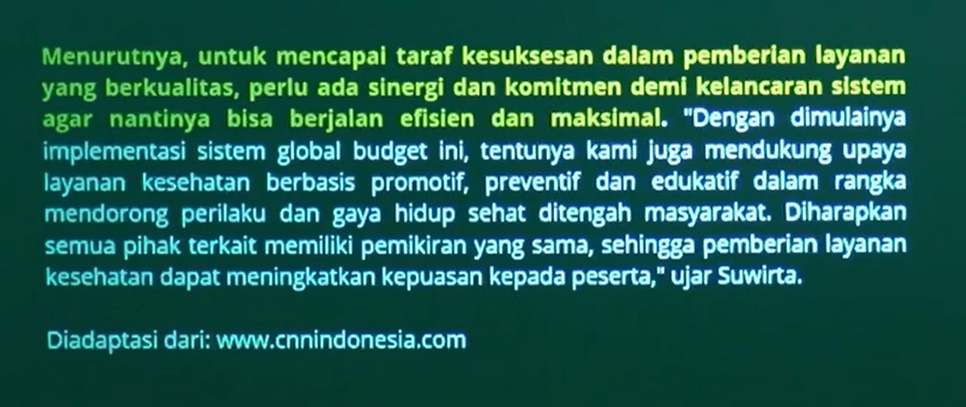 Menurutnya, untuk mencapai taraf kesuksesan dalam pemberian layanan
yang berkualitas, perlu ada sinergi dan komitmen demi kelancaran sistem
agar nantinya bisa berjalan efisien dan maksimal. "Dengan dimulainya
implementasi sistem global budget ini, tentunya kami juga mendukung upaya
layanan kesehatan berbasis promotif, preventif dan edukatif dalam rangka
mendorong perilaku dan gaya hidup sehat ditengah masyarakat. Diharapkan
semua pihak terkait memiliki pemikiran yang sama, sehingga pemberian layanan
kesehatan dapat meningkatkan kepuasan kepada peserta," ujar Suwirta.
Diadaptasi dari: www.cnnindonesia.com